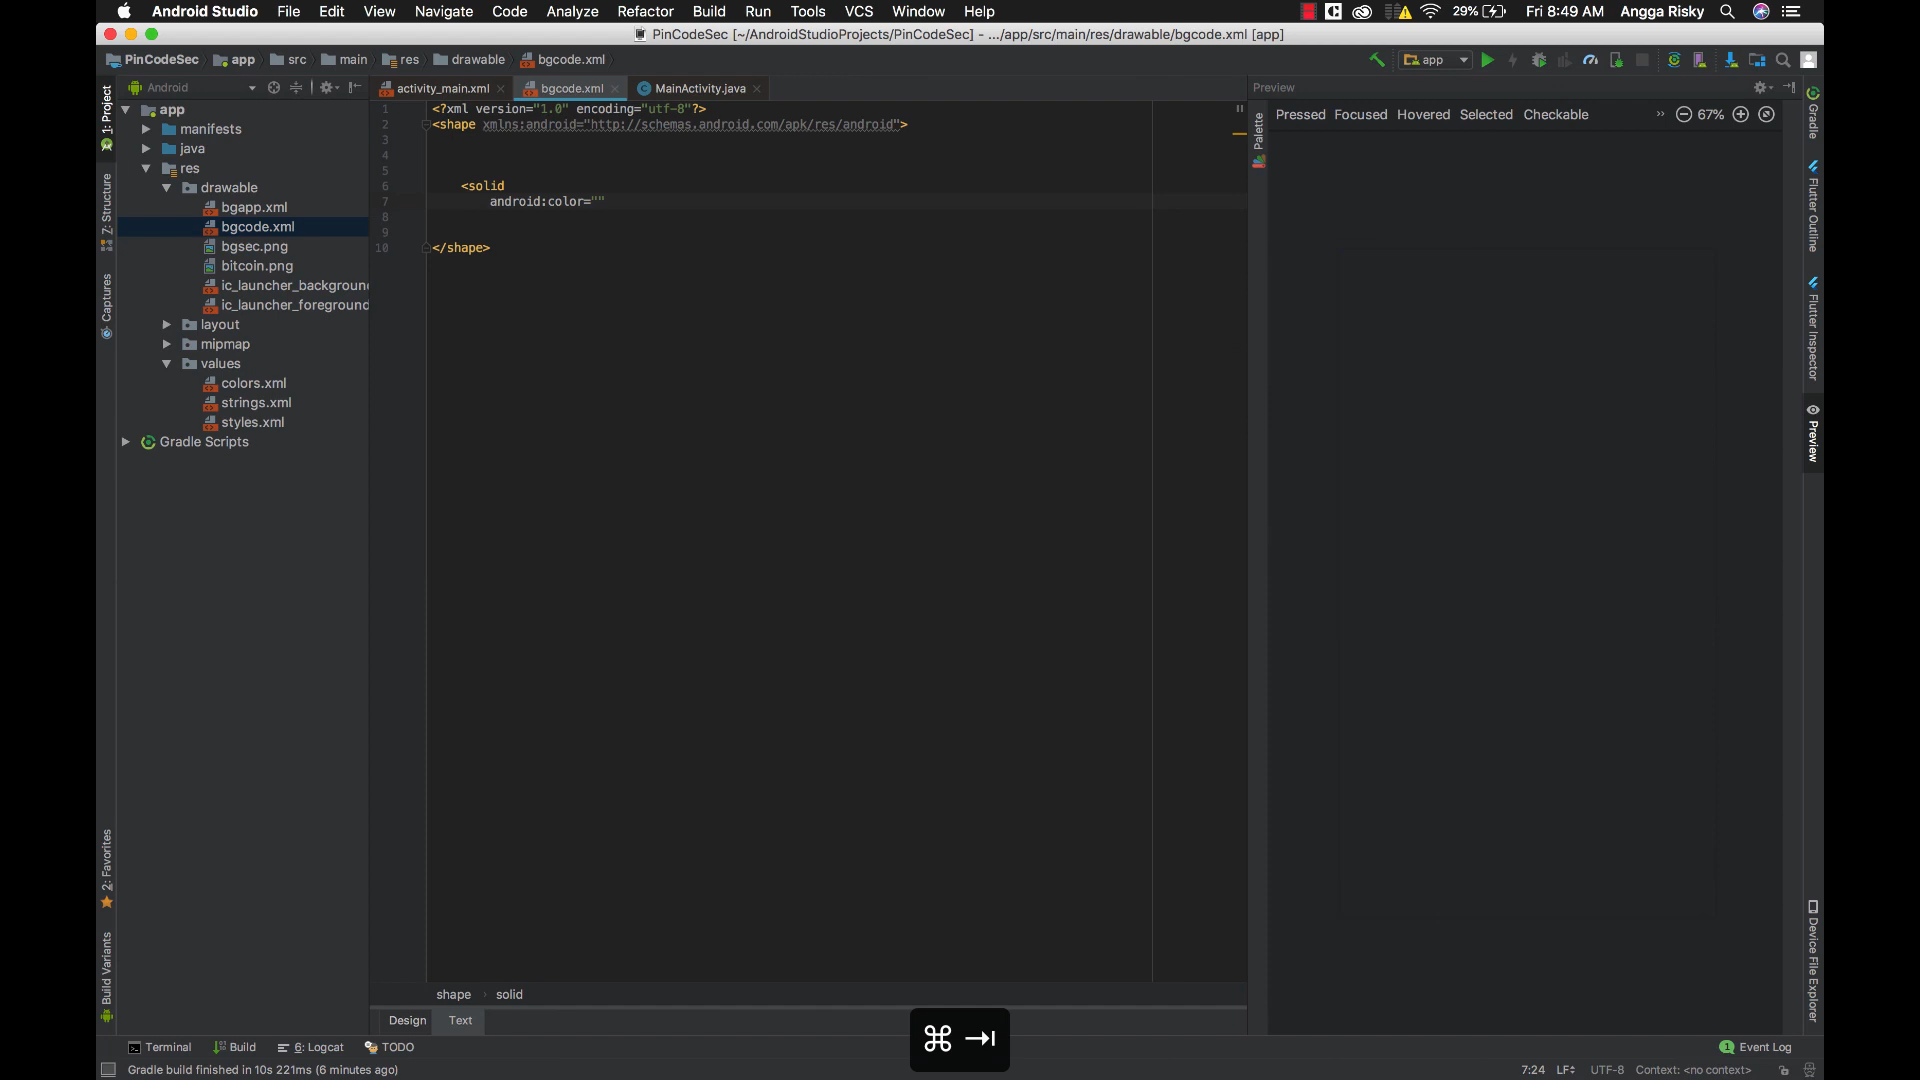 Android Studio File Edit View Navigate Code Analyze Refactor Build Run Tools VCS Window Help 29% Fri 8:49 AM Angga Risky
PinCodeSec [~/AndroidStudioProjects/PinCodeSec] - .../app/src/main/res/drawable/bgcode.xml [app]
PinCodeSec app src main res drawable bgcode.xml app
Android activity_main.xml bgcode.xml MainActivity.java Preview
1: Project
Z: Structure
Captures
2: Favorites
Build Variants
app
manifests
java
res
drawable
bgapp.xml
bgcode.xml
bgsec.png
bitcoin.png
ic_launcher_background
ic_launcher_foreground
layout
mipmap
values
colors.xml
strings.xml
styles.xml
Gradle Scripts
1 <?xml version="1.0" encoding="utf-8"?>
2 <shape xmlns:android="http://schemas.android.com/apk/res/android">
3
4
5
6 <solid
7 android:color=""
8
9
10 </shape>
Palette
Pressed Focused Hovered Selected Checkable » 67%
Gradle
Flutter Outline
Flutter Inspector
Preview
Device File Explorer
shape › solid
Design Text
⌘ ⇥
Terminal Build 6: Logcat TODO 1 Event Log
Gradle build finished in 10s 221ms (6 minutes ago) 7:24 LF÷ UTF-8 Context: <no context>